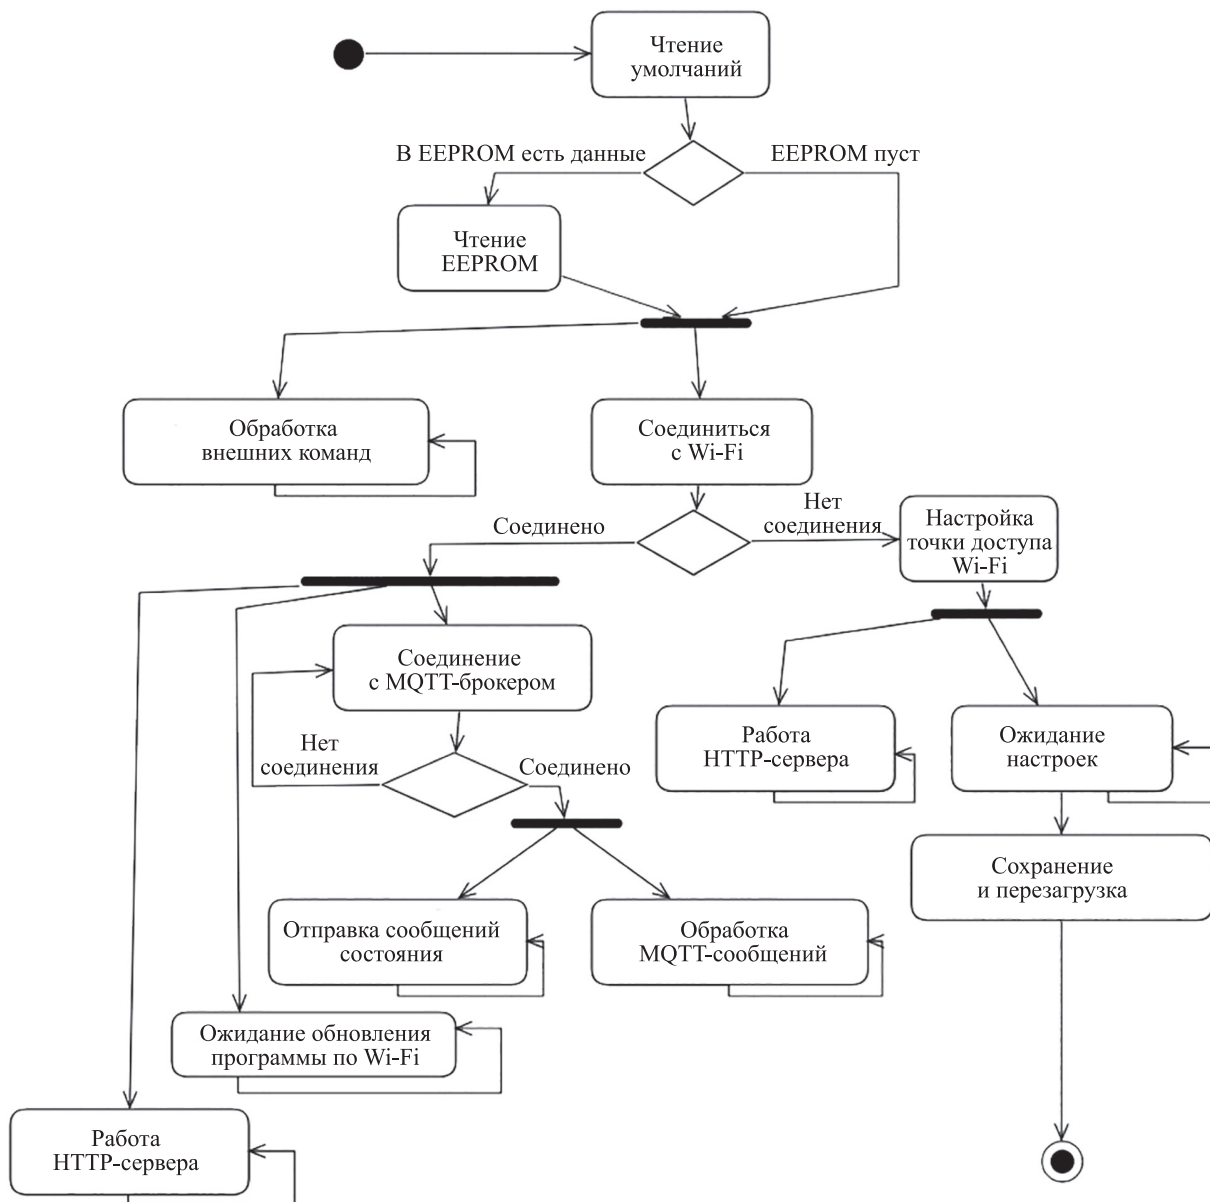 Чтение
умолчаний
В EEPROM есть данные
EEPROM пуст
Чтение
EEPROM
Обработка
внешних команд
Соединиться
с Wi-Fi
Соединено
Нет
соединения
Настройка
точки доступа
Wi-Fi
Соединение
с MQTT-брокером
Нет
соединения
Соединено
Работа
HTTP-сервера
Ожидание
настроек
Сохранение
и перезагрузка
Отправка сообщений
состояния
Обработка
MQTT-сообщений
Ожидание обновления
программы по Wi-Fi
Работа
HTTP-сервера